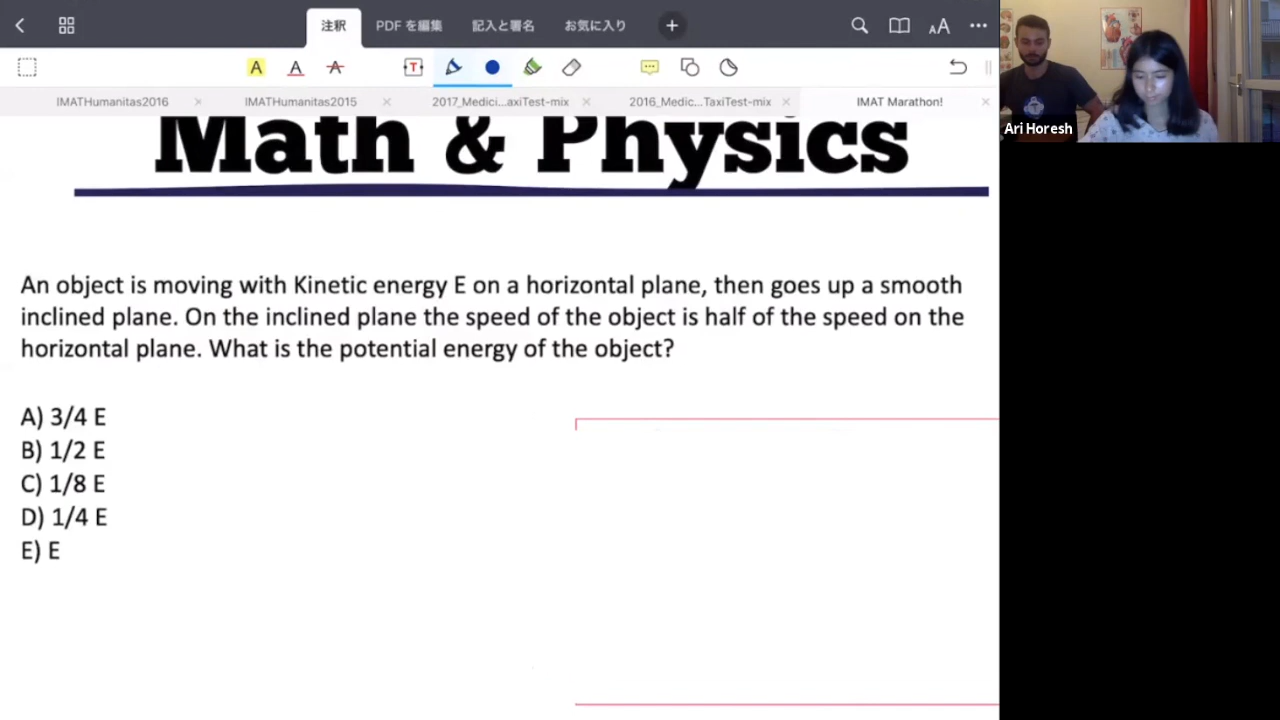 注釈 PDF を編集 記入と署名 お気に入り
AA
A A A T
IMATHumanitas2016 × IMATHumanitas2015 × 2017_Medici...axiTest-mix × 2016_Medic...TaxiTest-mix × IMAT Marathon! ×
Ari Horesh
Math & Physics
An object is moving with Kinetic energy E on a horizontal plane, then goes up a smooth
inclined plane. On the inclined plane the speed of the object is half of the speed on the
horizontal plane. What is the potential energy of the object?
A) 3/4 E
B) 1/2 E
C) 1/8 E
D) 1/4 E
E) E